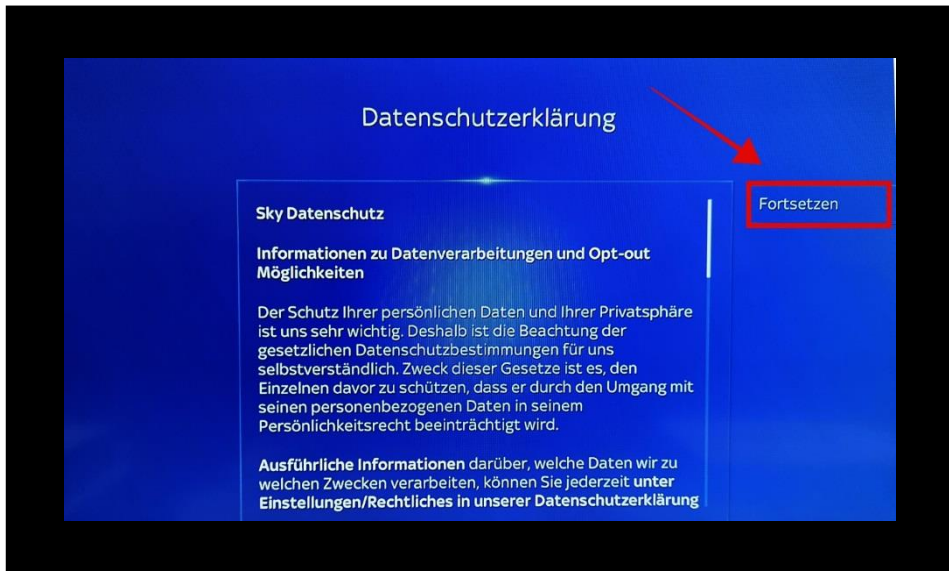 Datenschutzerklärung
Fortsetzen
Sky Datenschutz
Informationen zu Datenverarbeitungen und Opt-out
Möglichkeiten
Der Schutz Ihrer persönlichen Daten und Ihrer Privatsphäre
ist uns sehr wichtig. Deshalb ist die Beachtung der
gesetzlichen Datenschutzbestimmungen für uns
selbstverständlich. Zweck dieser Gesetze ist es, den
Einzelnen davor zu schützen, dass er durch den Umgang mit
seinen personenbezogenen Daten in seinem
Persönlichkeitsrecht beeinträchtigt wird.
Ausführliche Informationen darüber, welche Daten wir zu
welchen Zwecken verarbeiten, können Sie jederzeit unter
Einstellungen/Rechtliches in unserer Datenschutzerklärung